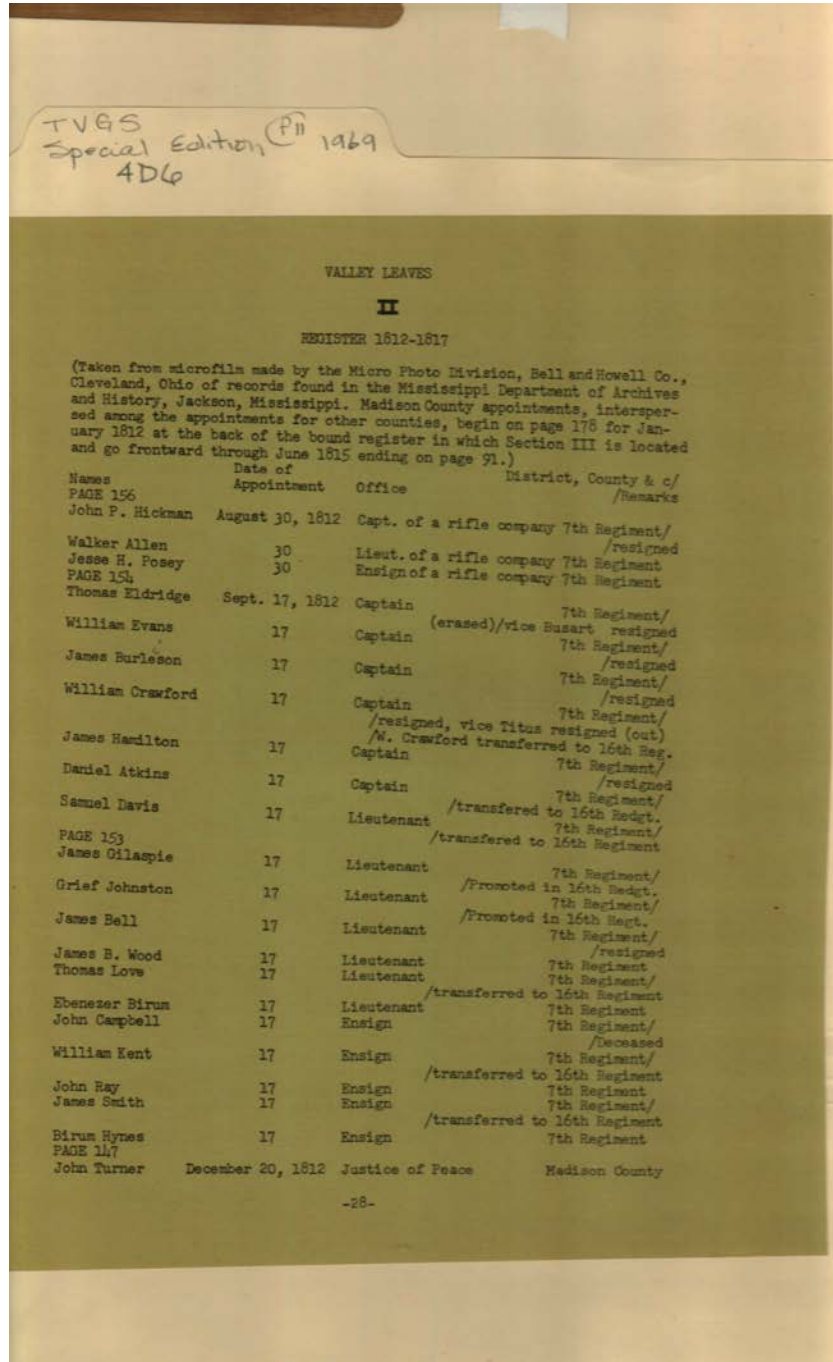 TVGS
Special Edition PII 1969
4D6
VALLEY LEAVES
II
REGISTER 1812-1817
(Taken from microfilm made by the Micro Photo Division, Bell and Howell Co.,
Cleveland, Ohio of records found in the Mississippi Department of Archives
and History, Jackson, Mississippi. Madison County appointments, intersper-
sed among the appointments for other counties, begin on page 178 for Jan-
uary 1812 at the back of the bound register in which Section III is located
and go frontward through June 1815 ending on page 91.)
Names Date of Appointment Office District, County & c/
/Remarks
PAGE 156
John P. Hickman August 30, 1812 Capt. of a rifle company 7th Regiment/
/resigned
Walker Allen 30 Lieut. of a rifle company 7th Regiment
Jesse H. Posey 30 Ensign of a rifle company 7th Regiment
PAGE 154
Thomas Eldridge Sept. 17, 1812 Captain 7th Regiment/
(erased)/vice Busart resigned
William Evans 17 Captain 7th Regiment/
/resigned
James Burleson 17 Captain 7th Regiment/
/resigned
William Crawford 17 Captain 7th Regiment/
/resigned, vice Titus resigned (out)
/W. Crawford transferred to 16th Reg.
James Hamilton 17 Captain 7th Regiment/
/resigned
Daniel Atkins 17 Captain 7th Regiment/
/transfered to 16th Redgt.
Samuel Davis 17 Lieutenant 7th Regiment/
/transfered to 16th Regiment
PAGE 153
James Gilaspie 17 Lieutenant 7th Regiment/
/Promoted in 16th Redgt.
Grief Johnston 17 Lieutenant 7th Regiment/
/Promoted in 16th Regt.
James Bell 17 Lieutenant 7th Regiment/
/resigned
James B. Wood 17 Lieutenant 7th Regiment
Thomas Love 17 Lieutenant 7th Regiment/
/transferred to 16th Regiment
Ebenezer Birum 17 Lieutenant 7th Regiment
John Campbell 17 Ensign 7th Regiment/
/Deceased
William Kent 17 Ensign 7th Regiment/
/transferred to 16th Regiment
John Ray 17 Ensign 7th Regiment
James Smith 17 Ensign 7th Regiment/
/transferred to 16th Regiment
Birum Hynes 17 Ensign 7th Regiment
PAGE 147
John Turner December 20, 1812 Justice of Peace Madison County
-28-